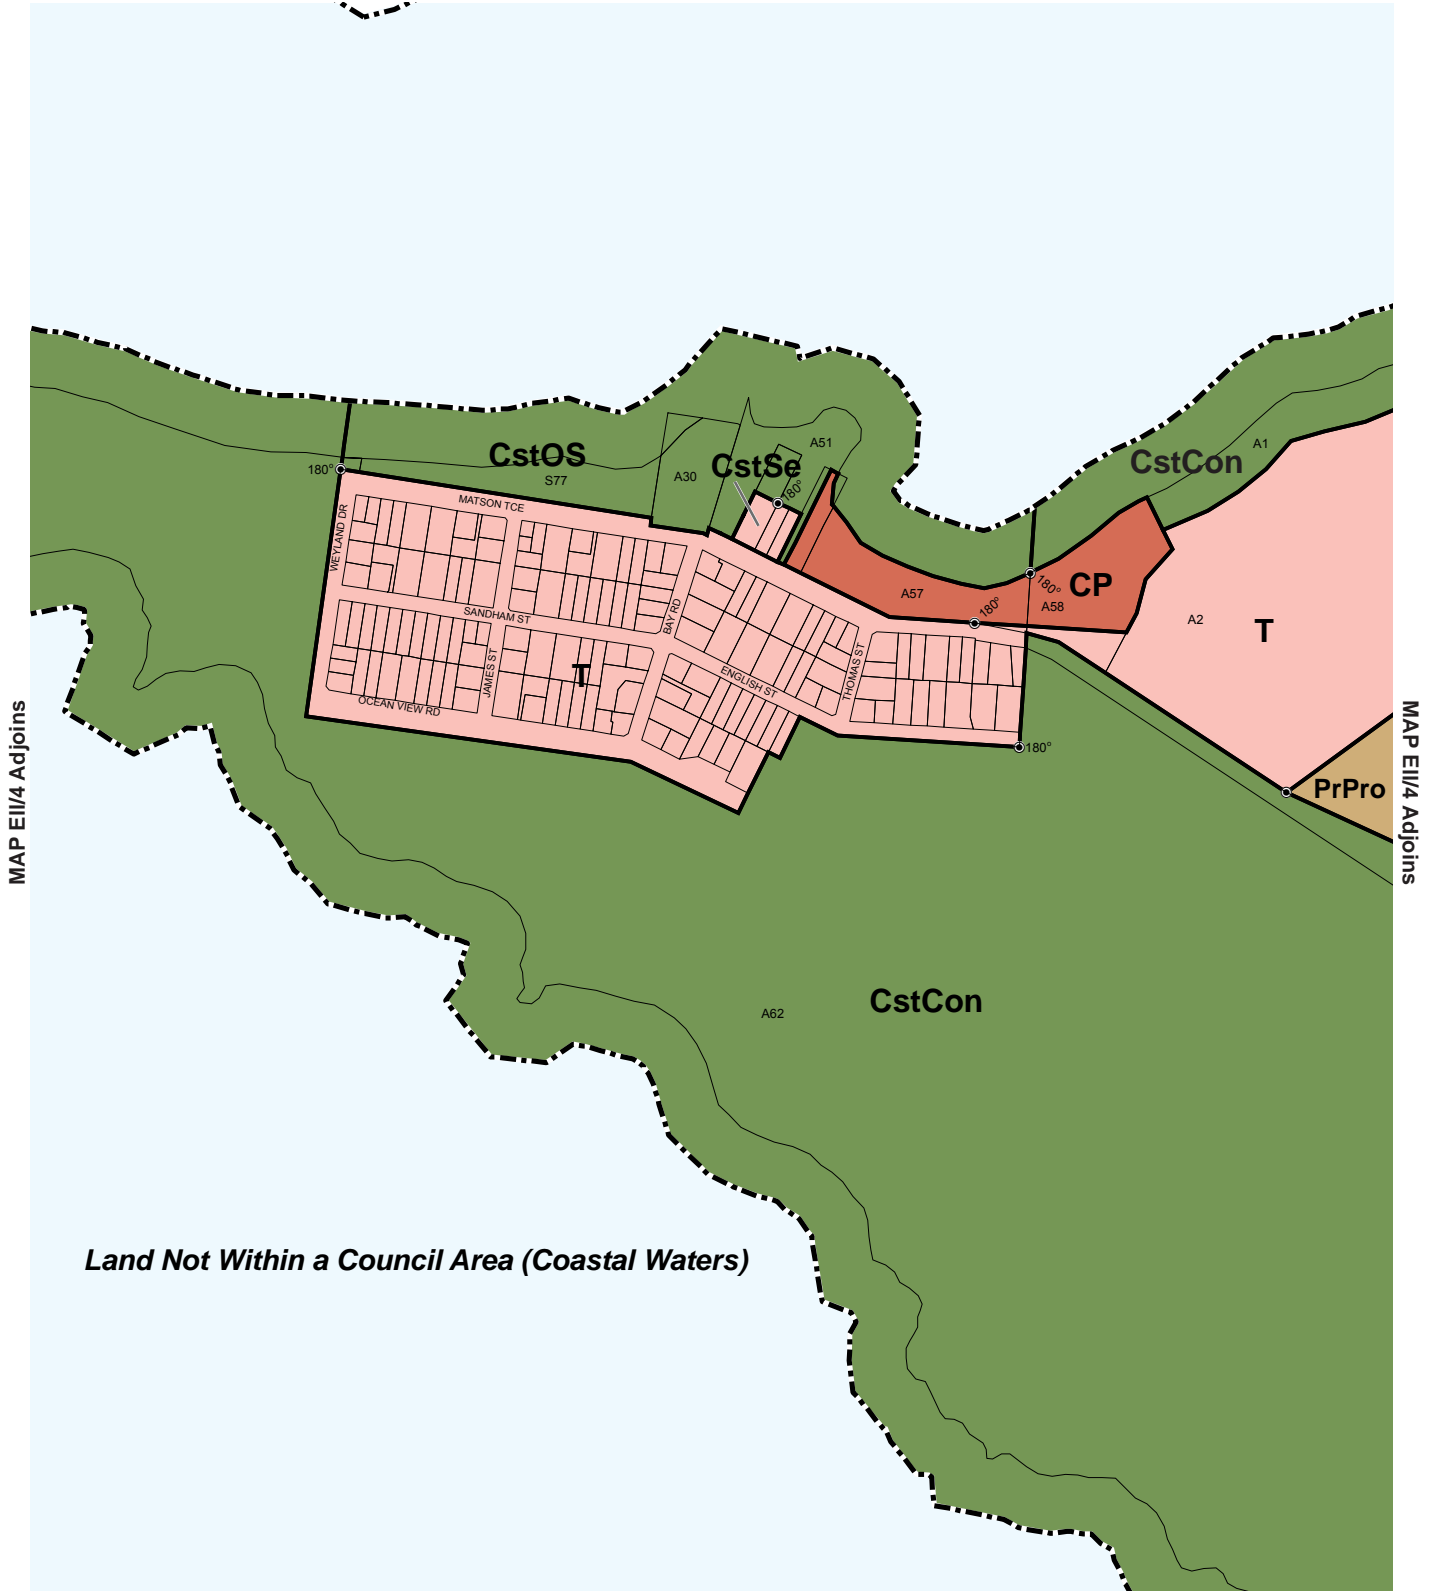 A1
CstOS
A51
CstSe
CstCon
180°
S77
A30
180°
MATSON TCE
WEYLAND DR
180°
CP
A57
180°
A58
SANDHAM ST
BAY RD
A2
T
JAMES ST
T
ENGLISH ST
THOMAS ST
OCEAN VIEW RD
180°
PrPro
MAP EII/4 Adjoins
MAP EII/4 Adjoins
CstCon
A62
Land Not Within a Council Area (Coastal Waters)